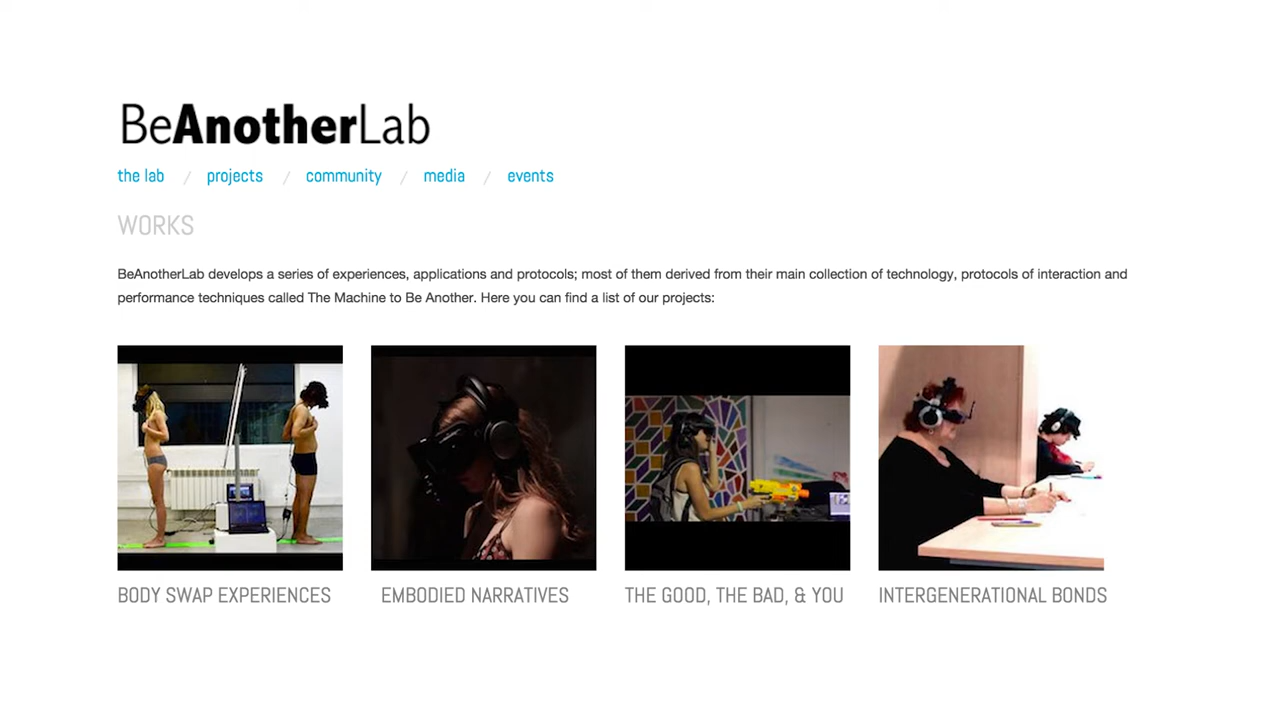 BeAnotherLab
the lab / projects / community / media / events
WORKS
BeAnotherLab develops a series of experiences, applications and protocols; most of them derived from their main collection of technology, protocols of interaction and
performance techniques called The Machine to Be Another. Here you can find a list of our projects:
BODY SWAP EXPERIENCES
EMBODIED NARRATIVES
THE GOOD, THE BAD, & YOU
INTERGENERATIONAL BONDS